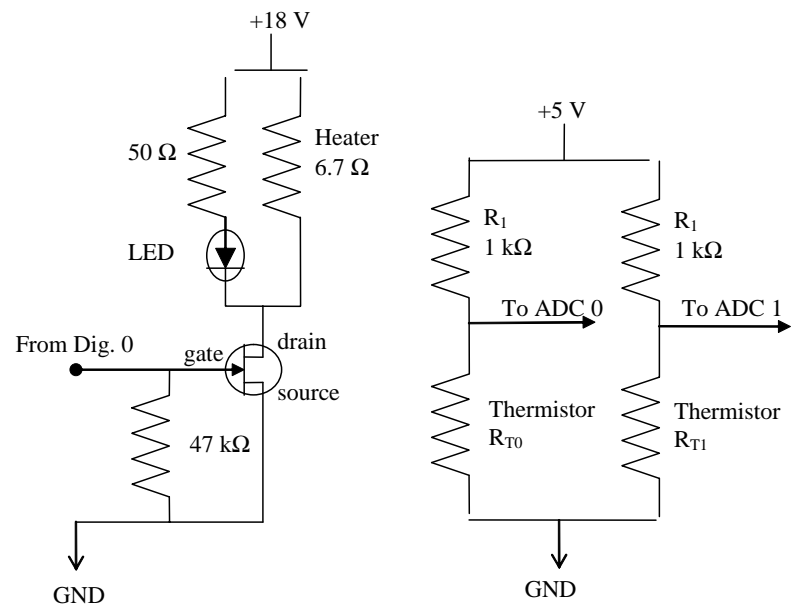 +18 V
50 Ω
Heater
6.7 Ω
LED
From Dig. 0
gate
drain
source
47 kΩ
GND
+5 V
R1
1 kΩ
R1
1 kΩ
To ADC 0
To ADC 1
Thermistor
RT0
Thermistor
RT1
GND